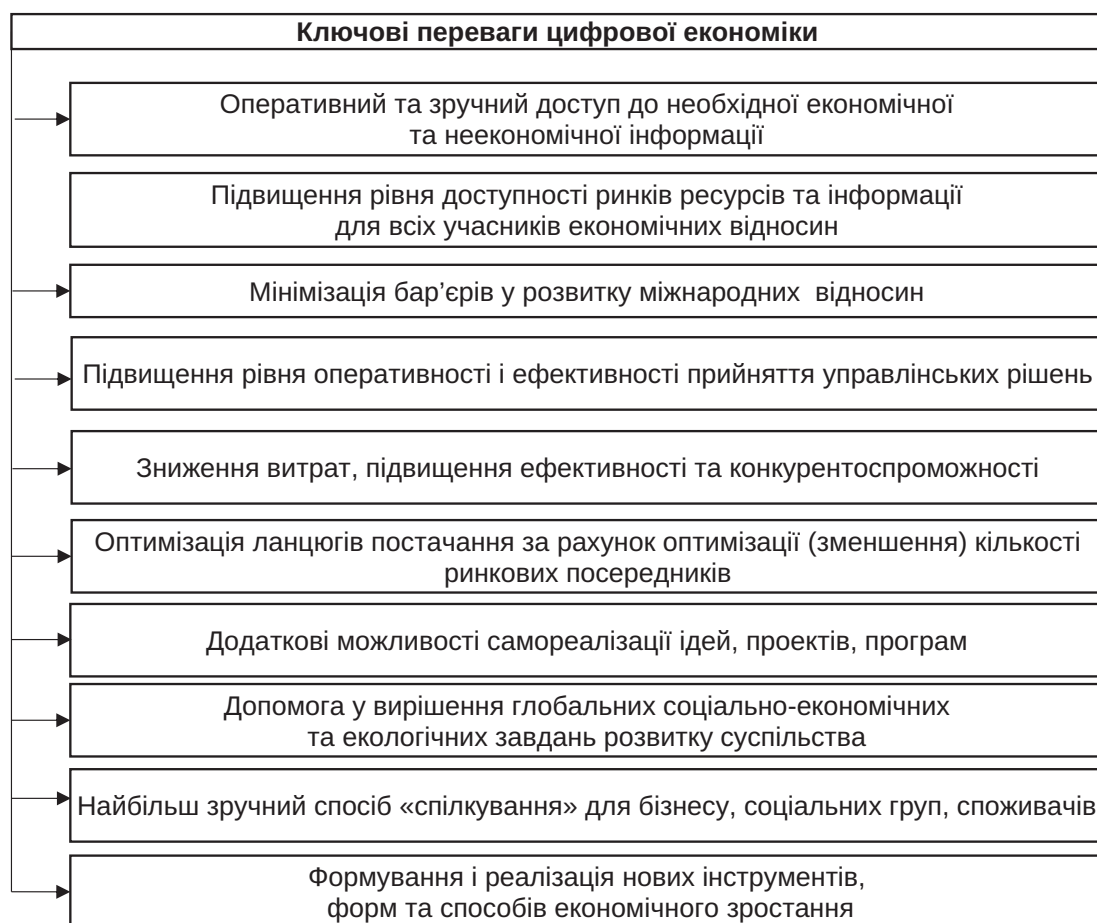 Ключові переваги цифрової економіки
Оперативний та зручний доступ до необхідної економічної
та неекономічної інформації
Підвищення рівня доступності ринків ресурсів та інформації
для всіх учасників економічних відносин
Мінімізація бар’єрів у розвитку міжнародних відносин
Підвищення рівня оперативності і ефективності прийняття управлінських рішень
Зниження витрат, підвищення ефективності та конкурентоспроможності
Оптимізація ланцюгів постачання за рахунок оптимізації (зменшення) кількості
ринкових посередників
Додаткові можливості самореалізації ідей, проектів, програм
Допомога у вирішення глобальних соціально-економічних
та екологічних завдань розвитку суспільства
Найбільш зручний спосіб «спілкування» для бізнесу, соціальних груп, споживачів
Формування і реалізація нових інструментів,
форм та способів економічного зростання